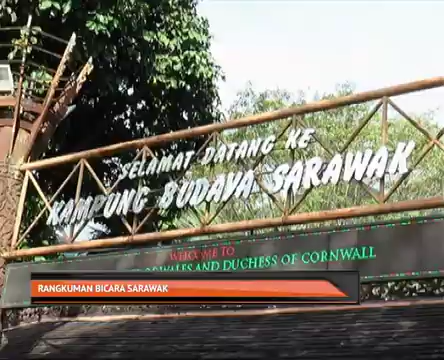 SELAMAT DATANG KE
KAMPUNG BUDAYA SARAWAK
WELCOME TO
WALES AND DUCHESS OF CORNWALL
RANGKUMAN BICARA SARAWAK